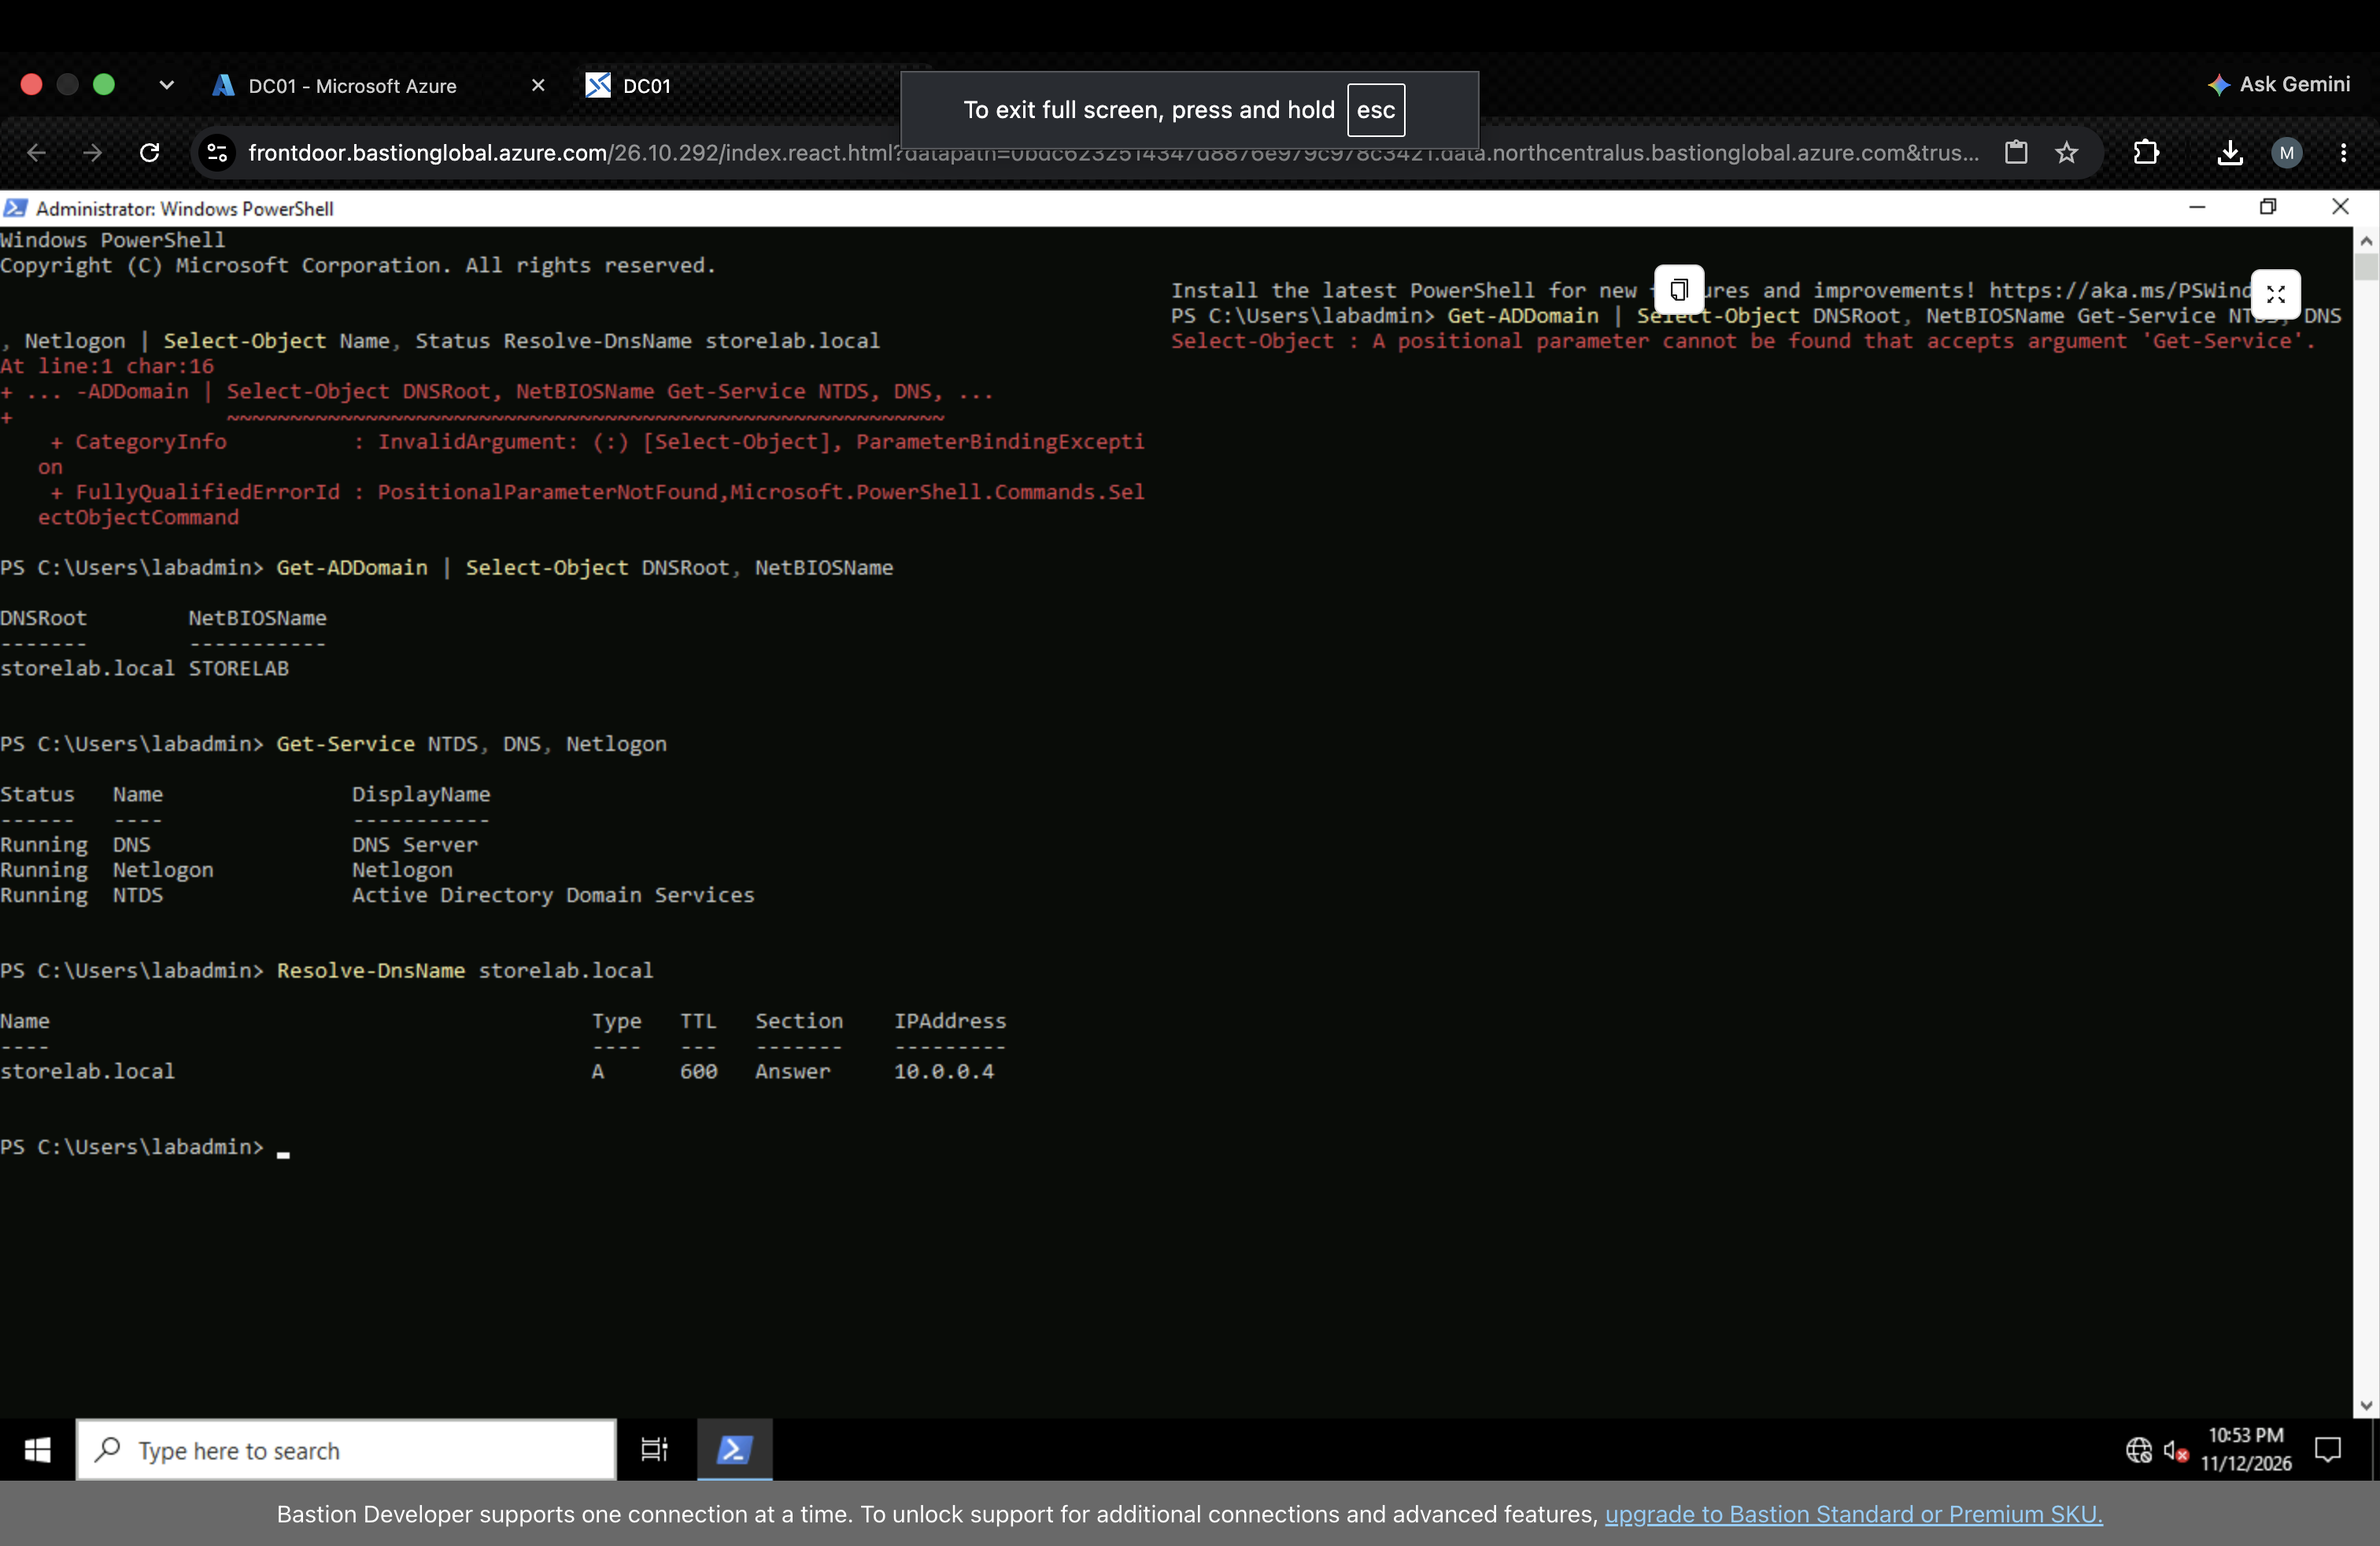 DC01 - Microsoft Azure
DC01
To exit full screen, press and hold esc
Ask Gemini
frontdoor.bastionglobal.azure.com/26.10.292/index.react.html?datapath=0bdc6232514347d8876e979c978c3421.data.northcentralus.bastionglobal.azure.com&trus...
M
Administrator: Windows PowerShell
Windows PowerShell
Copyright (C) Microsoft Corporation. All rights reserved.
Install the latest PowerShell for new ures and improvements! https://aka.ms/PSWind
PS C:\Users\labadmin> Get-ADDomain | Select-Object DNSRoot, NetBIOSName Get-Service NTDS, DNS
, Netlogon | Select-Object Name, Status Resolve-DnsName storelab.local
Select-Object : A positional parameter cannot be found that accepts argument 'Get-Service'.
At line:1 char:16
+ ... -ADDomain | Select-Object DNSRoot, NetBIOSName Get-Service NTDS, DNS, ...
+ ~~~~~~~~~~~~~~~~~~~~~~~~~~~~~~~~~~~~~~~~~~~~~~~~~~~~~~~~~
+ CategoryInfo : InvalidArgument: (:) [Select-Object], ParameterBindingExcepti
on
+ FullyQualifiedErrorId : PositionalParameterNotFound,Microsoft.PowerShell.Commands.Sel
ectObjectCommand
PS C:\Users\labadmin> Get-ADDomain | Select-Object DNSRoot, NetBIOSName
DNSRoot NetBIOSName
------- -----------
storelab.local STORELAB
PS C:\Users\labadmin> Get-Service NTDS, DNS, Netlogon
Status Name DisplayName
------ ---- -----------
Running DNS DNS Server
Running Netlogon Netlogon
Running NTDS Active Directory Domain Services
PS C:\Users\labadmin> Resolve-DnsName storelab.local
Name Type TTL Section IPAddress
---- ---- --- ------- ---------
storelab.local A 600 Answer 10.0.0.4
PS C:\Users\labadmin> _
Type here to search
10:53 PM
11/12/2026
Bastion Developer supports one connection at a time. To unlock support for additional connections and advanced features, upgrade to Bastion Standard or Premium SKU.